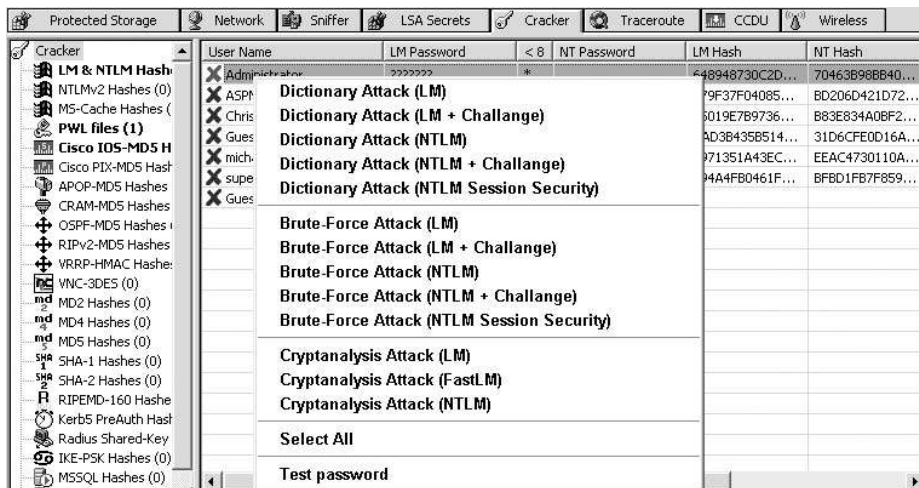 Protected Storage Network Sniffer LSA Secrets Cracker Traceroute CCDU Wireless
Cracker
LM & NTLM Hash
NTLMv2 Hashes (0)
MS-Cache Hashes (
PWL files (1)
Cisco IOS-MD5 H
Cisco PIX-MD5 Hash
APOP-MD5 Hashes
CRAM-MD5 Hashes
OSPF-MD5 Hashes
RIPv2-MD5 Hashes
VRRP-HMAC Hashe
VNC-3DES (0)
MD2 Hashes (0)
MD4 Hashes (0)
MD5 Hashes (0)
SHA-1 Hashes (0)
SHA-2 Hashes (0)
RIPEMD-160 Hashe
Kerb5 PreAuth Hash
Radius Shared-Key
IKE-PSK Hashes (0)
MSSQL Hashes (0)
User Name LM Password < 8 NT Password LM Hash NT Hash
Administrator ??????? * 648948730C2D... 70463B98BB40...
ASPN 79F37F04085... BD206D421D72...
Chris 6019E7B9736... B83E834A0BF2...
Gues AD3B435B514... 31D6CFE0D16A...
mich 971351A43EC... EEAC4730110A...
supe 94A4FB0461F... BFBD1FB7F859...
Gues
Dictionary Attack (LM)
Dictionary Attack (LM + Challange)
Dictionary Attack (NTLM)
Dictionary Attack (NTLM + Challange)
Dictionary Attack (NTLM Session Security)
Brute-Force Attack (LM)
Brute-Force Attack (LM + Challange)
Brute-Force Attack (NTLM)
Brute-Force Attack (NTLM + Challange)
Brute-Force Attack (NTLM Session Security)
Cryptanalysis Attack (LM)
Cryptanalysis Attack (FastLM)
Cryptanalysis Attack (NTLM)
Select All
Test password